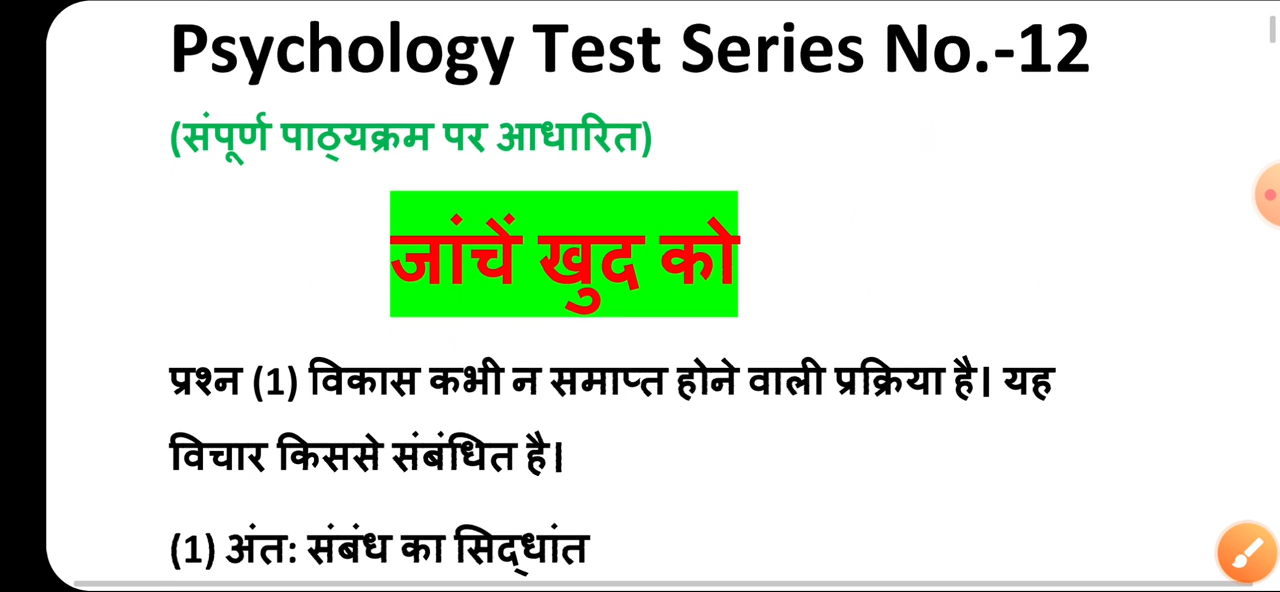 Psychology Test Series No.-12
(संपूर्ण पाठ्यक्रम पर आधारित)
जांचें खुद को
प्रश्न (1) विकास कभी न समाप्त होने वाली प्रक्रिया है। यह
विचार किससे संबंधित है।
(1) अंत: संबंध का सिद्धांत